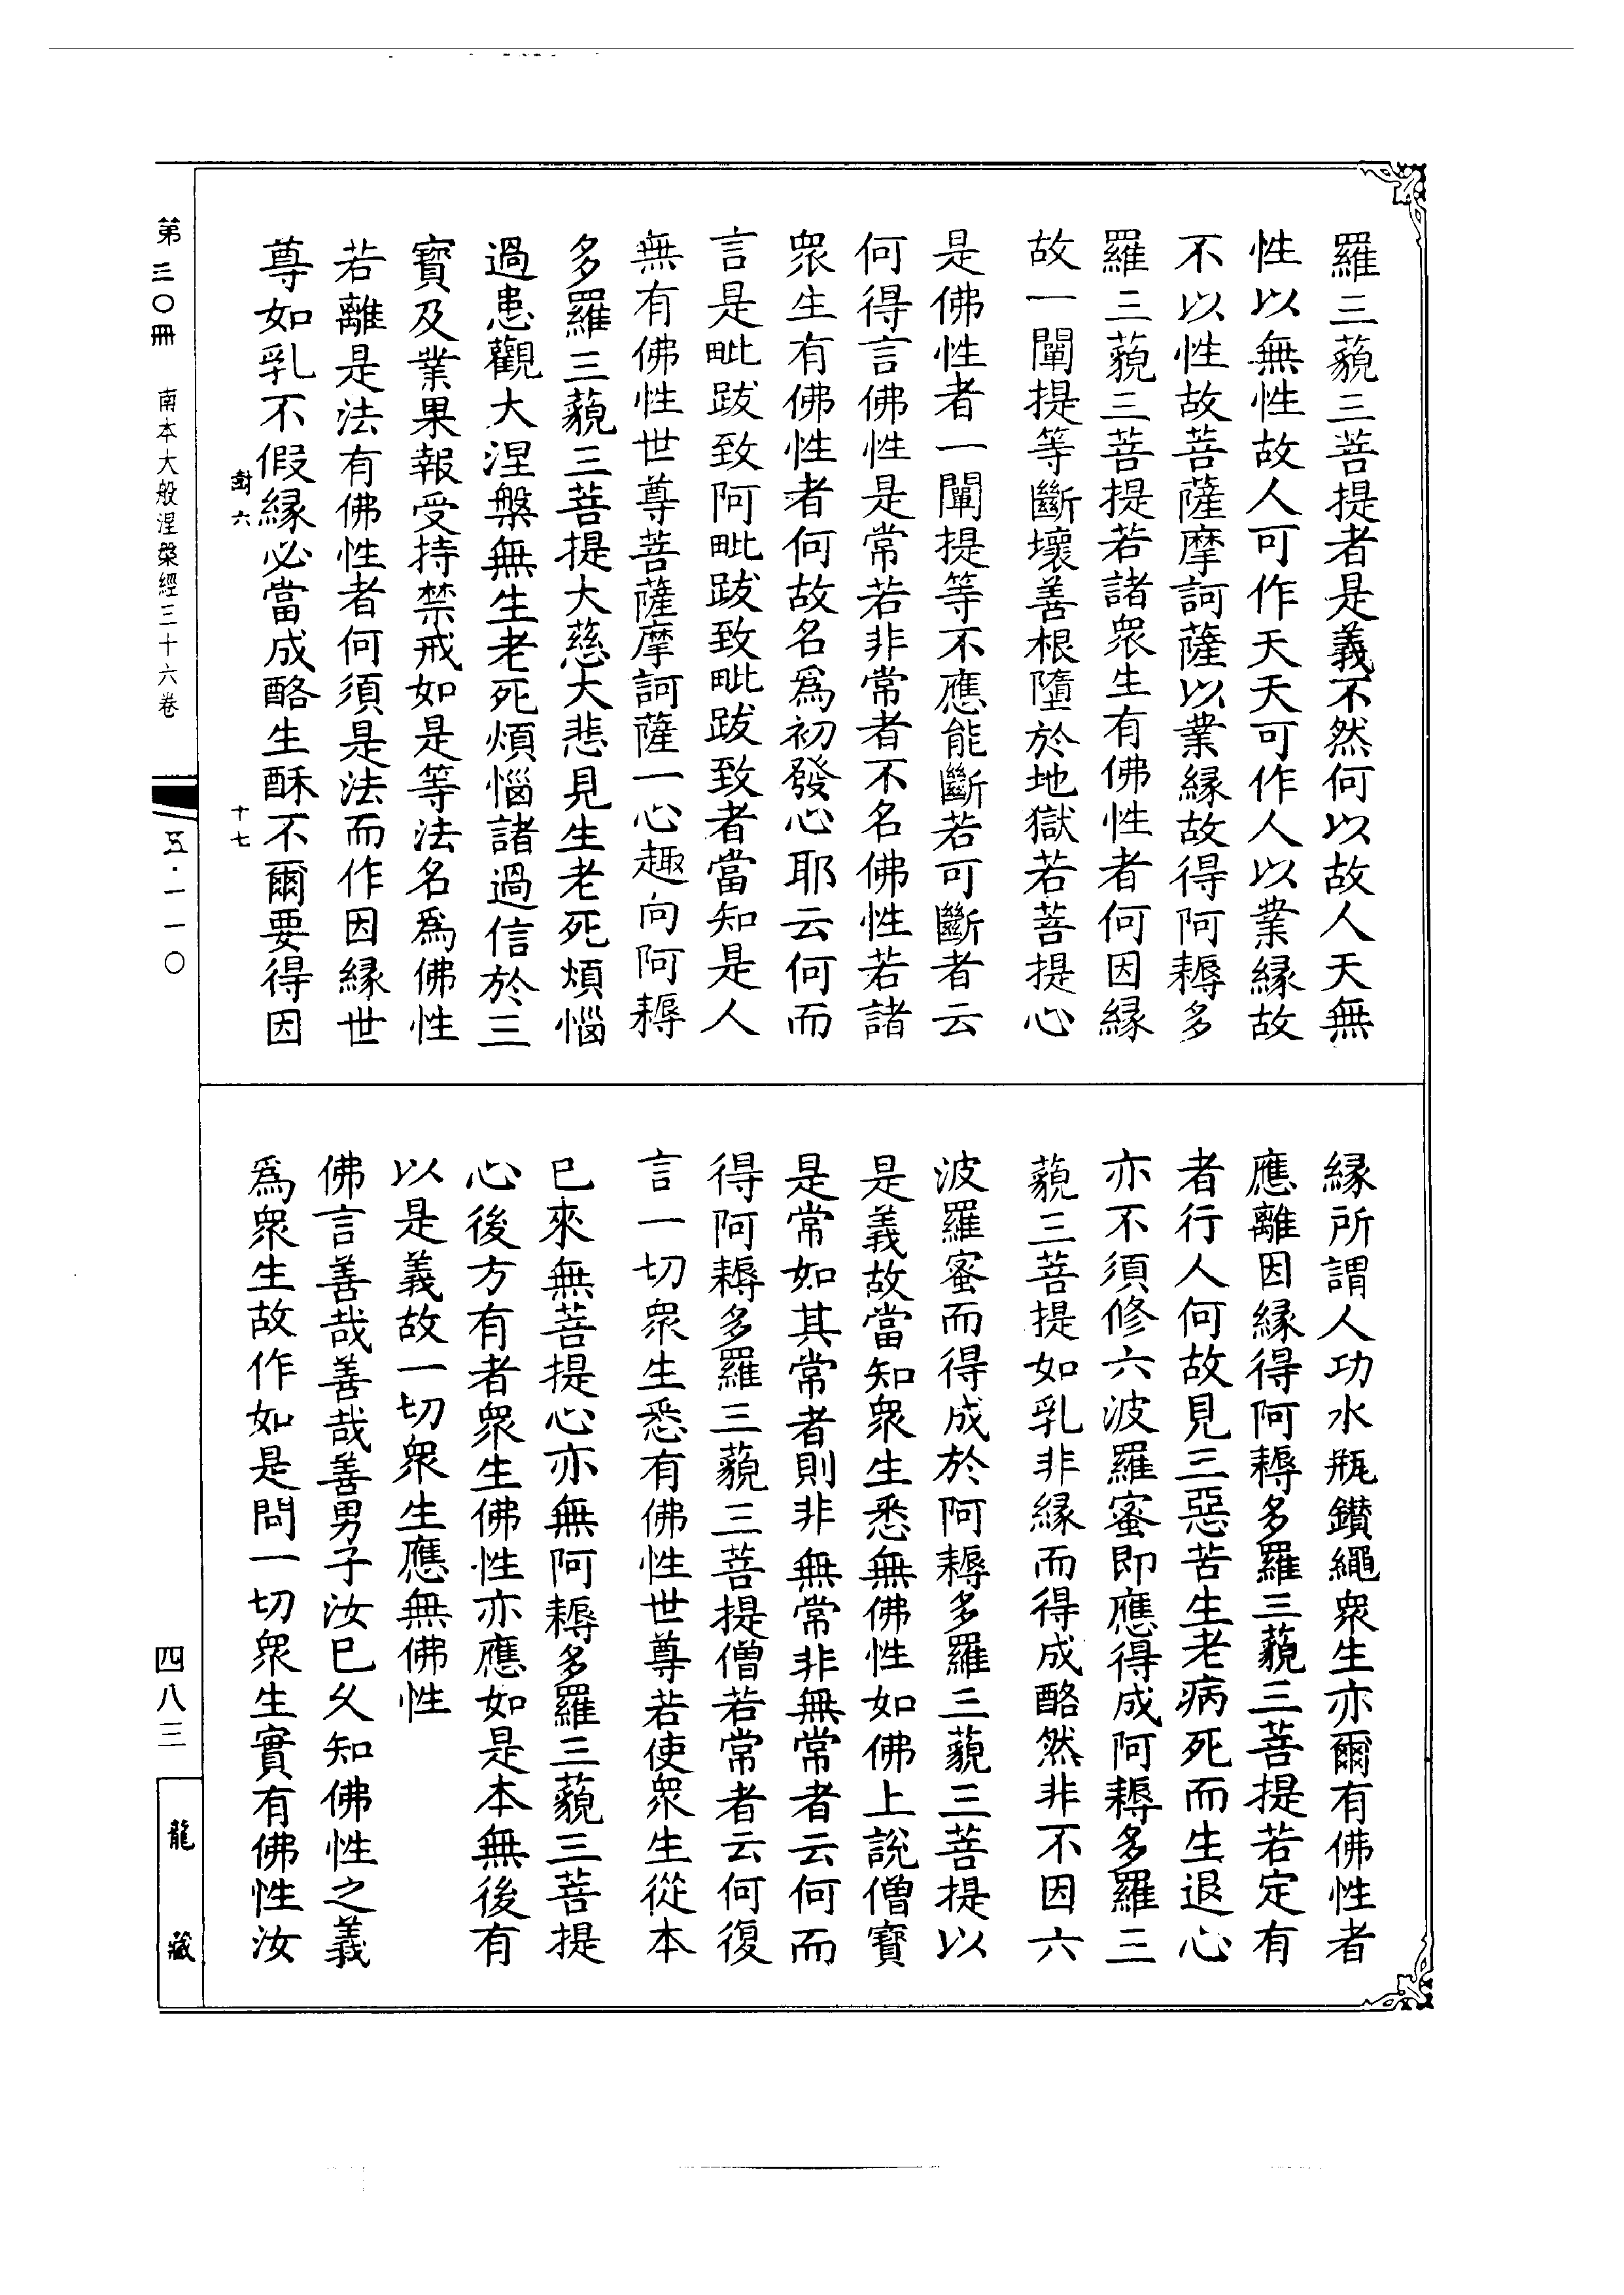 羅三藐三菩提者是義不然何以故人天無
性以無性故人可作天天可作人以業緣故
不以性故菩薩摩訶薩以業緣故得阿耨多
羅三藐三菩提若諸衆生有佛性者何因緣
故一闡提等斷壞善根墮於地獄若菩提心
是佛性者一闡提等不應能斷若可斷者云
何得言佛性是常若非常者不名佛性若諸
衆生有佛性者何故名爲初發心耶云何而
言是毗跋致阿毗跋致毗跋致者當知是人
無有佛性世尊菩薩摩訶薩一心趣向阿耨
多羅三藐三菩提大慈大悲見生老死煩惱
過患觀大涅槃無生老死煩惱諸過信於三
寶及業果報受持禁戒如是等法名爲佛性
若離是法有佛性者何須是法而作因緣世
尊如乳不假緣必當成酪生酥不爾要得因
封六
十七
緣所謂人功水瓶鑽繩衆生亦爾有佛性者
應離因緣得阿耨多羅三藐三菩提若定有
者行人何故見三惡苦生老病死而生退心
亦不須修六波羅蜜即應得成阿耨多羅三
藐三菩提如乳非緣而得成酪然非不因六
波羅蜜而得成於阿耨多羅三藐三菩提以
是義故當知衆生悉無佛性如佛上說僧寶
是常如其常者則非無常非無常者云何而
得阿耨多羅三藐三菩提僧若常者云何復
言一切衆生悉有佛性世尊若使衆生從本
已來無菩提心亦無阿耨多羅三藐三菩提
心後方有者衆生佛性亦應如是本無後有
以是義故一切衆生應無佛性
佛言善哉善哉善男子汝已久知佛性之義
爲衆生故作如是問一切衆生實有佛性汝
第三〇冊
南本大般涅槃經三十六卷
五·一一〇
四八三
龍藏